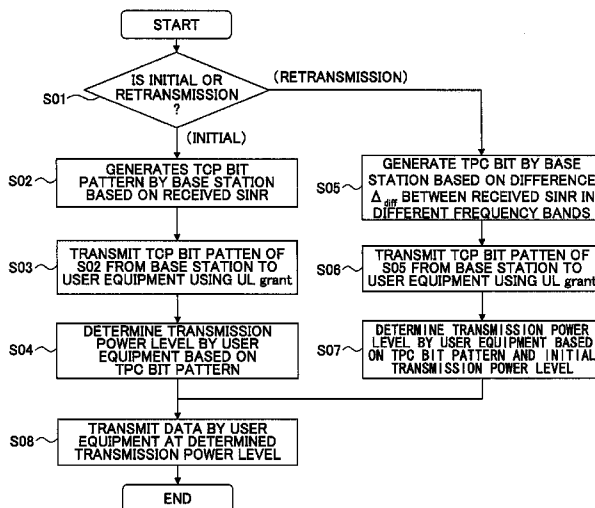 START
IS INITIAL OR
RETRANSMISSION
?
S01
(RETRANSMISSION)
(INITIAL)
S02
GENERATES TCP BIT
PATTERN BY BASE STATION
BASED ON RECEIVED SINR
S03
TRANSMIT TCP BIT PATTEN OF
S02 FROM BASE STATION TO
USER EQUIPMENT USING UL grant
S04
DETERMINE TRANSMISSION
POWER LEVEL BY USER
EQUIPMENT BASED ON
TPC BIT PATTERN
S05
GENERATE TPC BIT BY BASE
STATION BASED ON DIFFERENCE
Δdiff BETWEEN RECEIVED SINR IN
DIFFERENT FREQUENCY BANDS
S06
TRANSMIT TCP BIT PATTEN OF
S05 FROM BASE STATION TO
USER EQUIPMENT USING UL grant
S07
DETERMINE TRANSMISSION POWER
LEVEL BY USER EQUIPMENT BASED
ON TPC BIT PATTERN AND INITIAL
TRANSMISSION POWER LEVEL
S08
TRANSMIT DATA BY USER
EQUIPMENT AT DETERMINED
TRANSMISSION POWER LEVEL
END